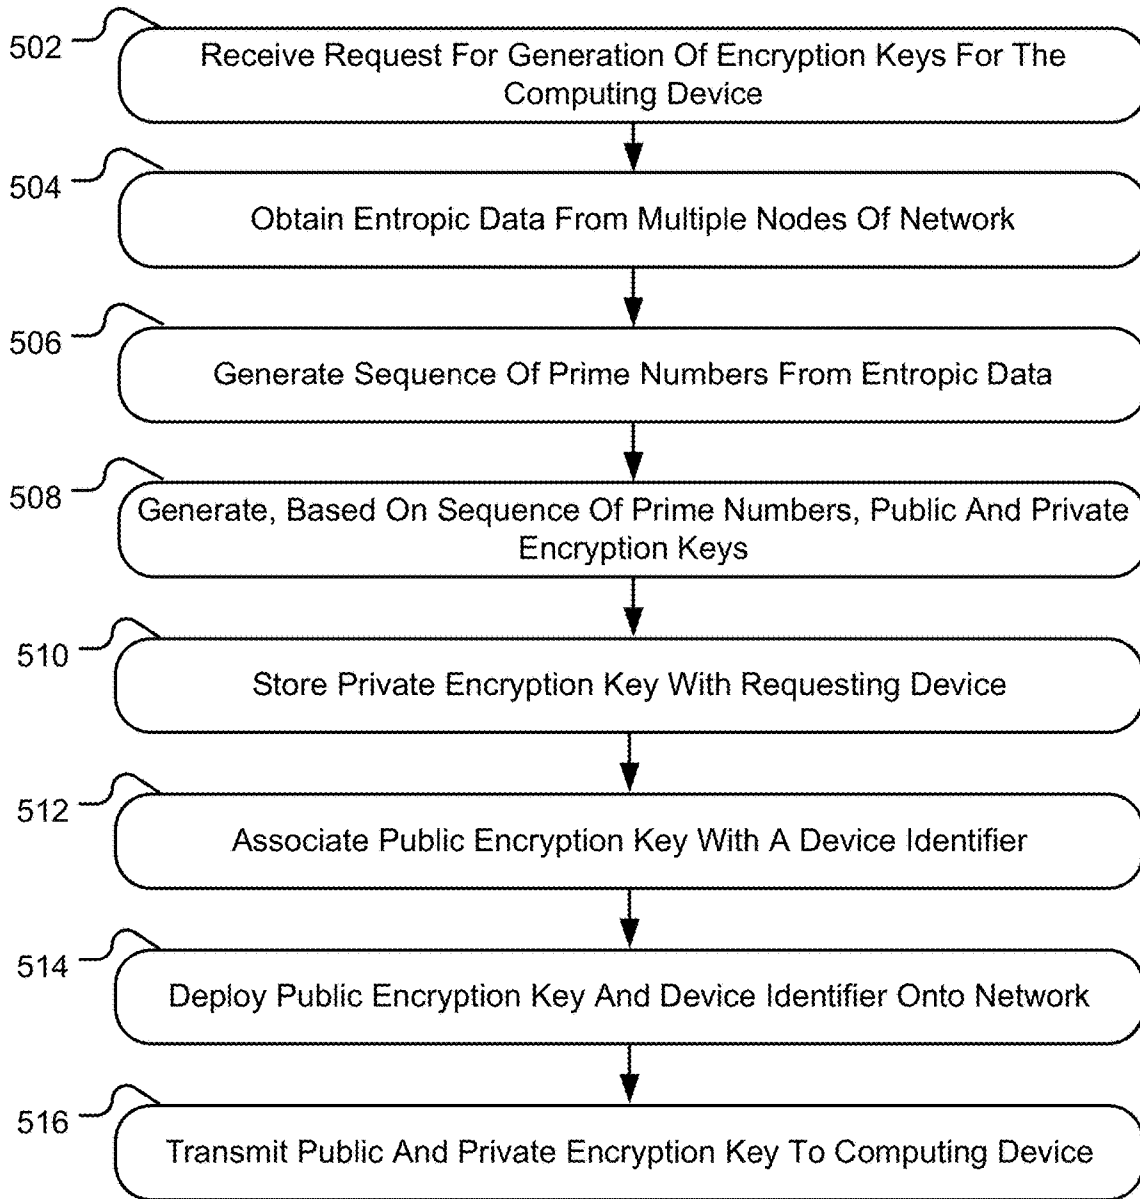 502
Receive Request For Generation Of Encryption Keys For The
Computing Device
504
Obtain Entropic Data From Multiple Nodes Of Network
506
Generate Sequence Of Prime Numbers From Entropic Data
508
Generate, Based On Sequence Of Prime Numbers, Public And Private
Encryption Keys
510
Store Private Encryption Key With Requesting Device
512
Associate Public Encryption Key With A Device Identifier
514
Deploy Public Encryption Key And Device Identifier Onto Network
516
Transmit Public And Private Encryption Key To Computing Device